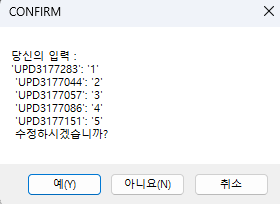 CONFIRM
당신의 입력 :
'UPD3177283': '1'
'UPD3177044': '2'
'UPD3177057': '3'
'UPD3177086': '4'
'UPD3177151': '5'
수정하시겠습니까?
예(Y) 아니요(N) 취소